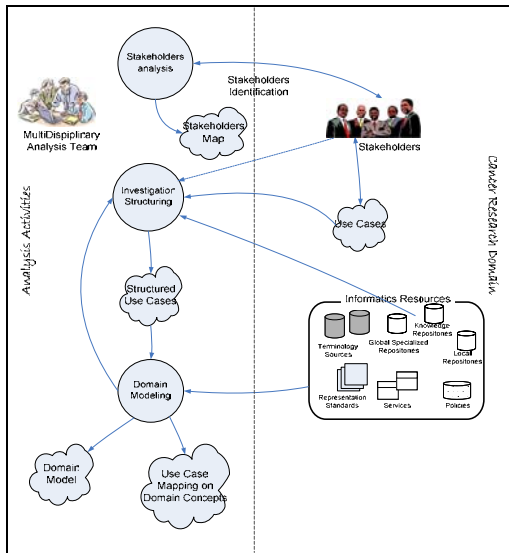 Stakeholders
analysis
Stakeholders
Identification
MultiDispiplirary
Analysis Team
Stakeholders
Map
Stakeholders
Investigation
Structuring
Use Cases
Analysis Activities
Cancer Research Domain
Structured
Use Cases
Informatics Resources
Terminology
Sources
Global Specialized
Repositories
Knowledge
Repositories
Local
Repositories
Domain
Modeling
Representation
Standards
Services
Policies
Domain
Model
Use Case
Mapping on
Domain Concepts